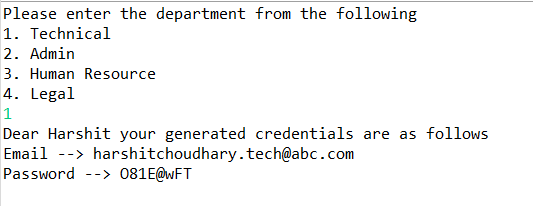 Please enter the department from the following
1. Technical
2. Admin
3. Human Resource
4. Legal
1
Dear Harshit your generated credentials are as follows
Email --> harshitchoudhary.tech@abc.com
Password --> O81E@wFT